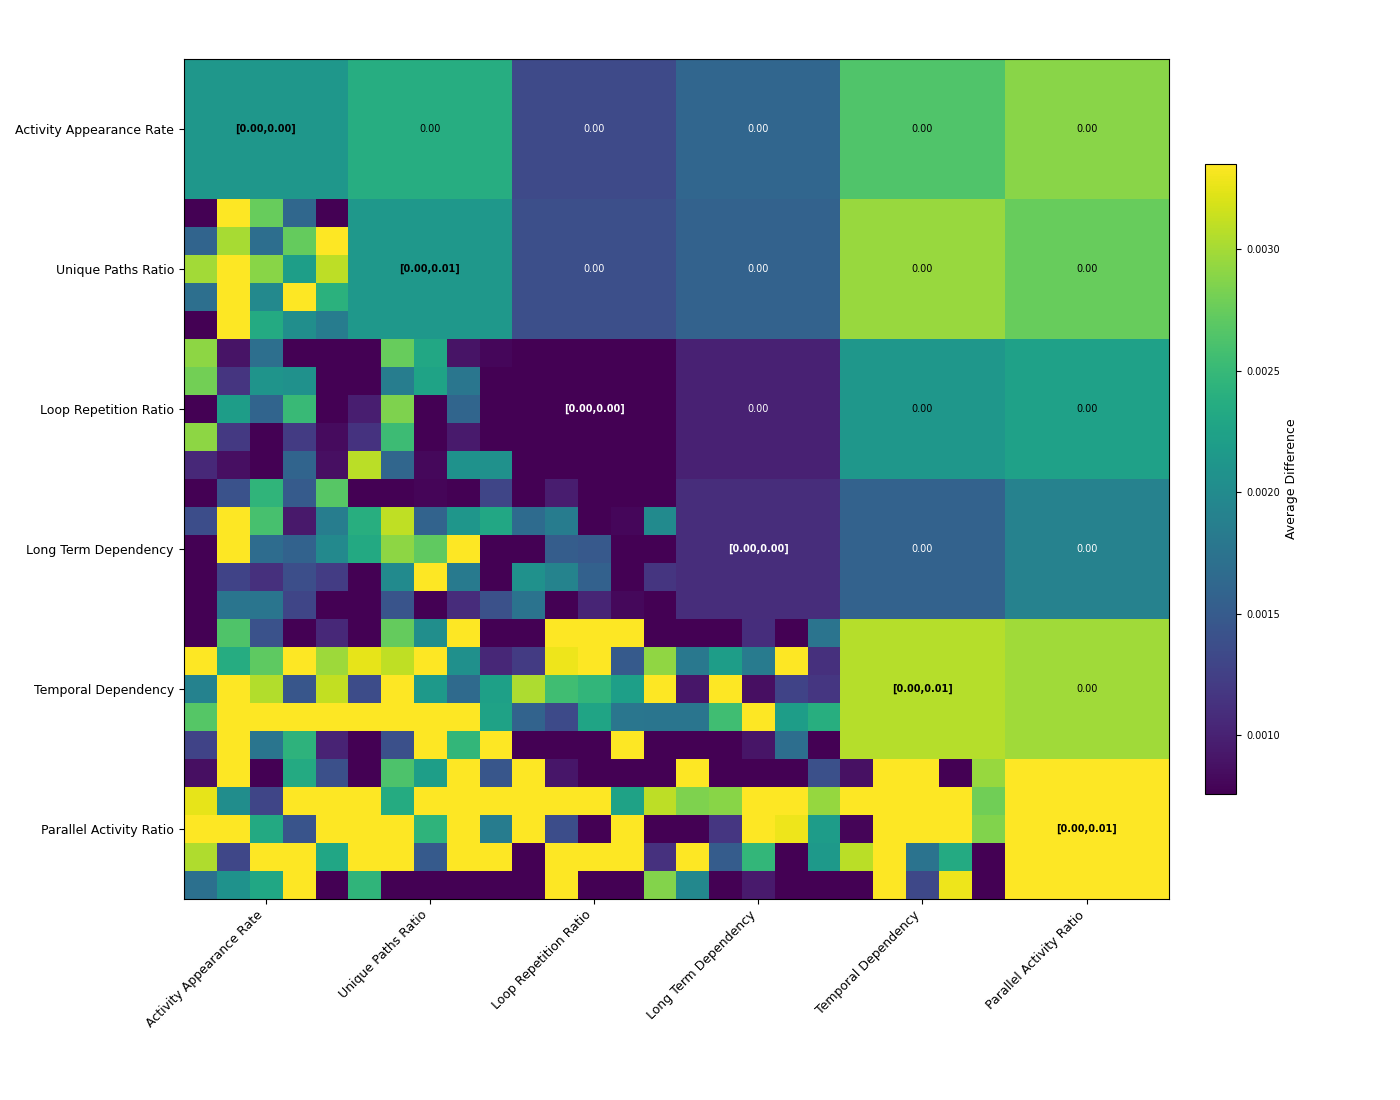 Activity Appearance Rate
[0.00,0.00] 0.00 0.00 0.00 0.00 0.00
Unique Paths Ratio
[0.00,0.01] 0.00 0.00 0.00 0.00
Loop Repetition Ratio
[0.00,0.00] 0.00 0.00 0.00
Long Term Dependency
[0.00,0.00] 0.00 0.00
Temporal Dependency
[0.00,0.01] 0.00
Parallel Activity Ratio
[0.00,0.01]
Activity Appearance Rate
Unique Paths Ratio
Loop Repetition Ratio
Long Term Dependency
Temporal Dependency
Parallel Activity Ratio
0.0030
0.0025
0.0020
0.0015
0.0010
Average Difference